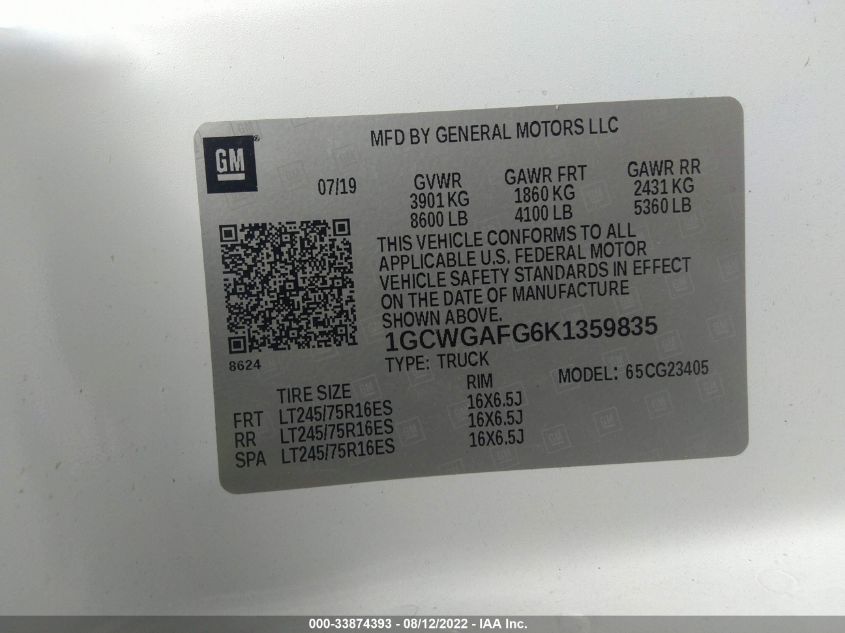 MFD BY GENERAL MOTORS LLC
GM
07/19
GVWR
3901 KG
8600 LB
GAWR FRT
1860 KG
4100 LB
GAWR RR
2431 KG
5360 LB
THIS VEHICLE CONFORMS TO ALL
APPLICABLE U.S. FEDERAL MOTOR
VEHICLE SAFETY STANDARDS IN EFFECT
ON THE DATE OF MANUFACTURE
SHOWN ABOVE.
1GCWGAFG6K1359835
8624
TYPE: TRUCK
MODEL: 65CG23405
TIRE SIZE RIM
FRT LT245/75R16ES 16X6.5J
RR LT245/75R16ES 16X6.5J
SPA LT245/75R16ES 16X6.5J
000-33874393 - 08/12/2022 - IAA Inc.